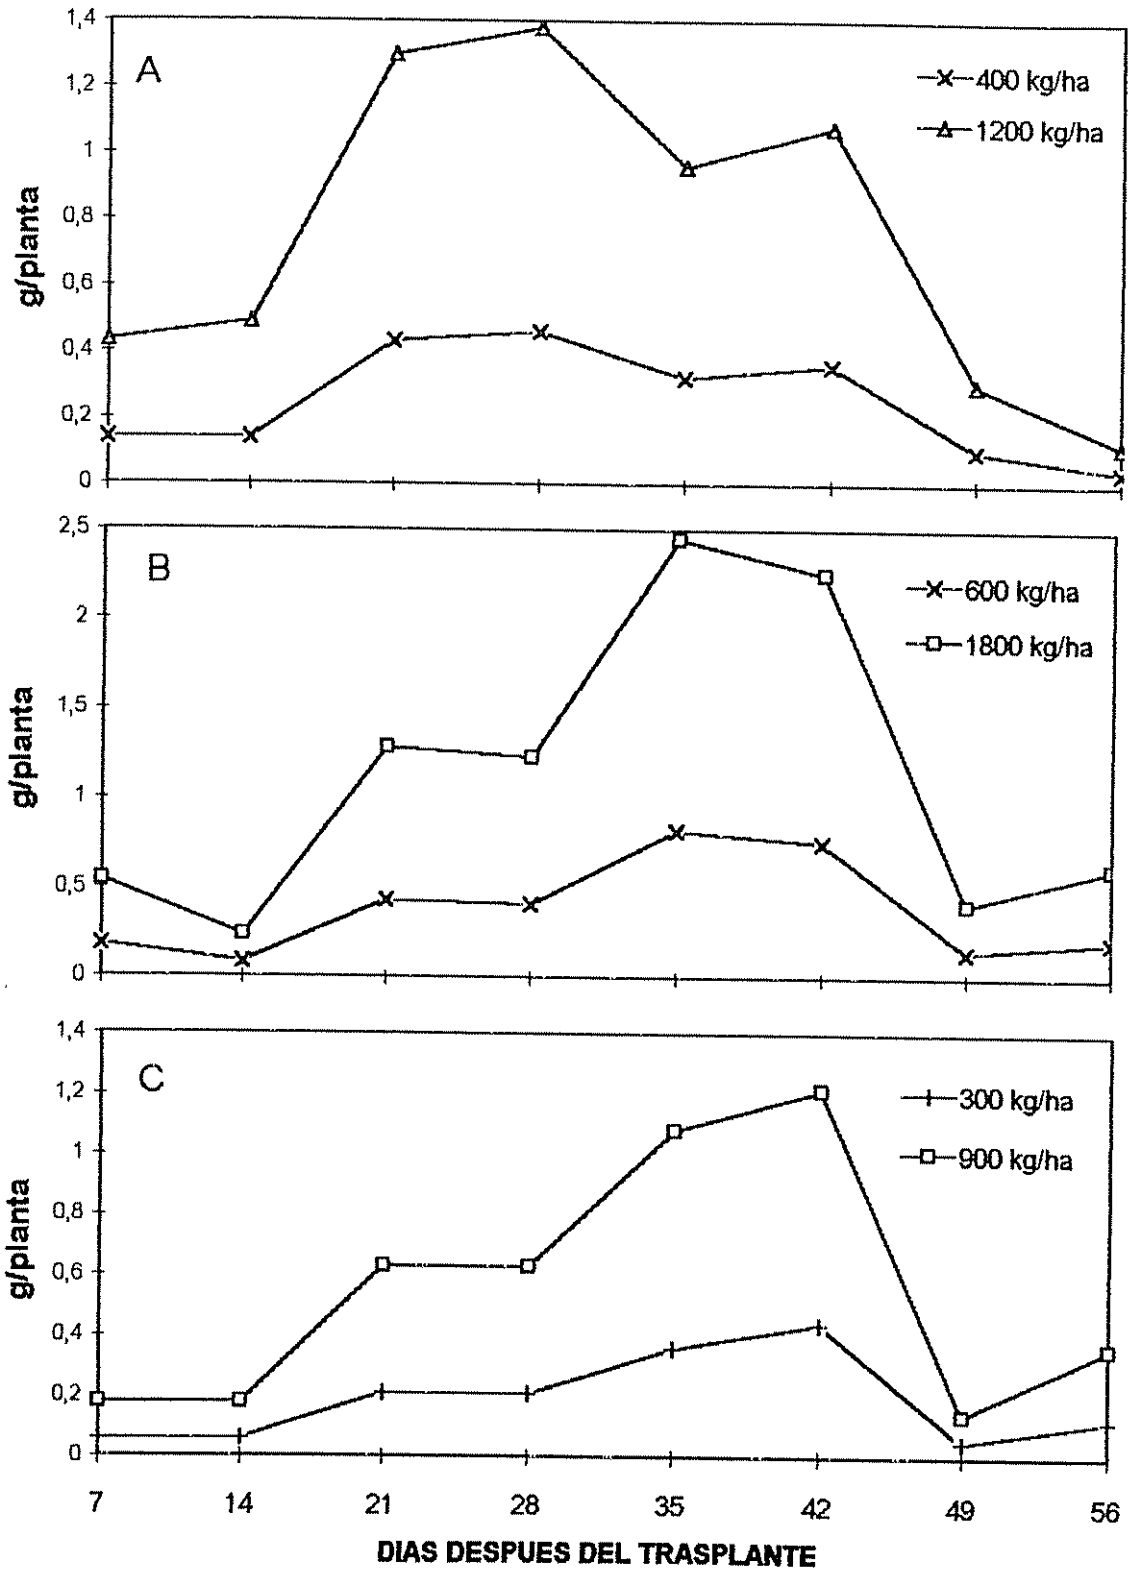 1,4
A
1,2
1
0,8
0,6
0,4
0,2
0
g/planta
400 kg/ha
1200 kg/ha
2,5
B
2
1,5
1
0,5
0
g/planta
600 kg/ha
1800 kg/ha
1,4
C
1,2
1
0,8
0,6
0,4
0,2
0
g/planta
300 kg/ha
900 kg/ha
7 14 21 28 35 42 49 56
DIAS DESPUES DEL TRASPLANTE